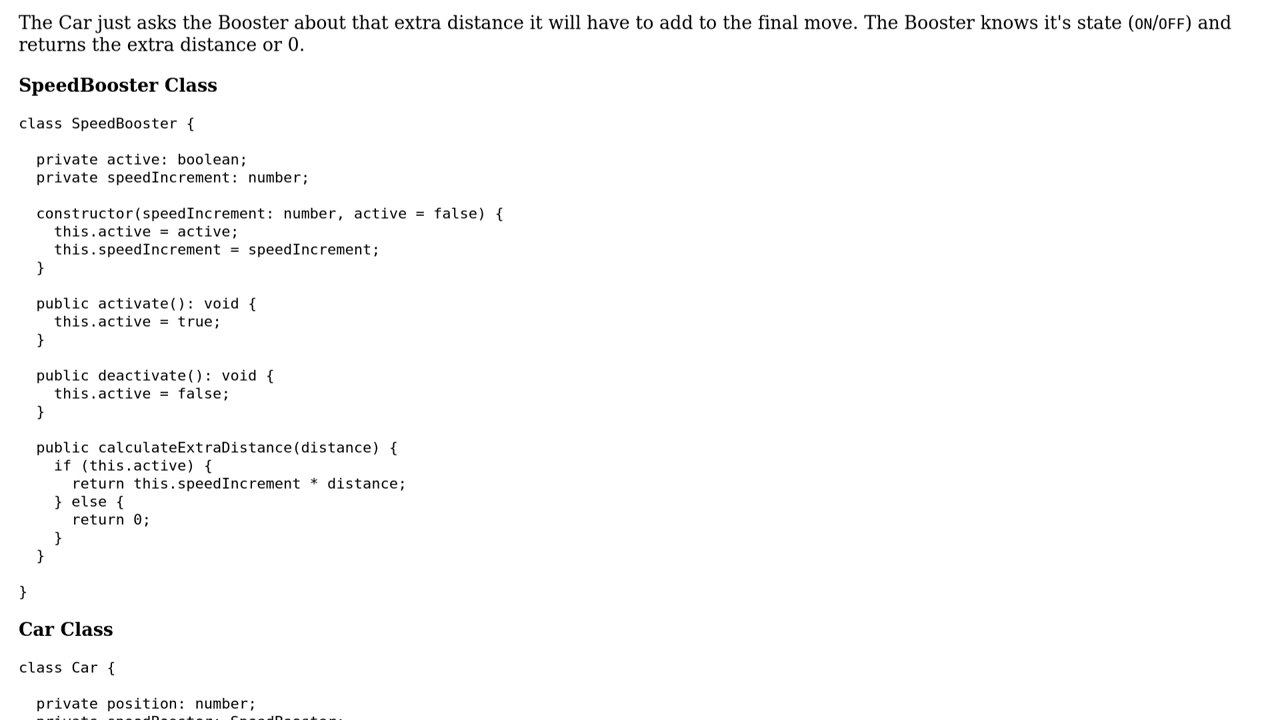 The Car just asks the Booster about that extra distance it will have to add to the final move. The Booster knows it's state (ON/OFF) and
returns the extra distance or 0.
SpeedBooster Class
class SpeedBooster {
  private active: boolean;
  private speedIncrement: number;
  constructor(speedIncrement: number, active = false) {
    this.active = active;
    this.speedIncrement = speedIncrement;
  }
  public activate(): void {
    this.active = true;
  }
  public deactivate(): void {
    this.active = false;
  }
  public calculateExtraDistance(distance) {
    if (this.active) {
      return this.speedIncrement * distance;
    } else {
      return 0;
    }
  }
}
Car Class
class Car {
  private position: number;
  private speedBooster: SpeedBooster;